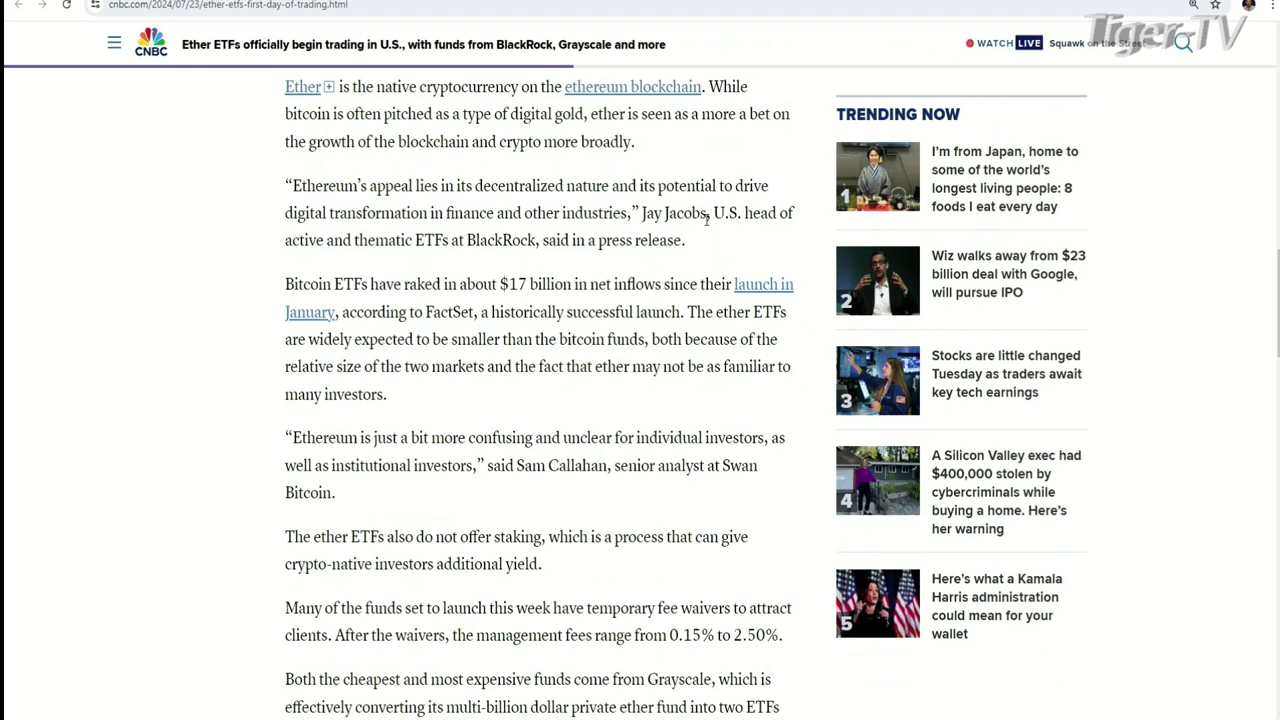 cnbc.com/2024/07/23/ether-etfs-first-day-of-trading.html
Tiger-TV
CNBC
Ether ETFs officially begin trading in U.S., with funds from BlackRock, Grayscale and more
WATCH LIVE Squawk on the Street
Ether is the native cryptocurrency on the ethereum blockchain. While
bitcoin is often pitched as a type of digital gold, ether is seen as a more a bet on
the growth of the blockchain and crypto more broadly.
“Ethereum’s appeal lies in its decentralized nature and its potential to drive
digital transformation in finance and other industries,” Jay Jacobs, U.S. head of
active and thematic ETFs at BlackRock, said in a press release.
Bitcoin ETFs have raked in about $17 billion in net inflows since their launch in
January, according to FactSet, a historically successful launch. The ether ETFs
are widely expected to be smaller than the bitcoin funds, both because of the
relative size of the two markets and the fact that ether may not be as familiar to
many investors.
“Ethereum is just a bit more confusing and unclear for individual investors, as
well as institutional investors,” said Sam Callahan, senior analyst at Swan
Bitcoin.
The ether ETFs also do not offer staking, which is a process that can give
crypto-native investors additional yield.
Many of the funds set to launch this week have temporary fee waivers to attract
clients. After the waivers, the management fees range from 0.15% to 2.50%.
Both the cheapest and most expensive funds come from Grayscale, which is
effectively converting its multi-billion dollar private ether fund into two ETFs
TRENDING NOW
1
I’m from Japan, home to
some of the world’s
longest living people: 8
foods I eat every day
2
Wiz walks away from $23
billion deal with Google,
will pursue IPO
3
Stocks are little changed
Tuesday as traders await
key tech earnings
4
A Silicon Valley exec had
$400,000 stolen by
cybercriminals while
buying a home. Here’s
her warning
5
Here’s what a Kamala
Harris administration
could mean for your
wallet